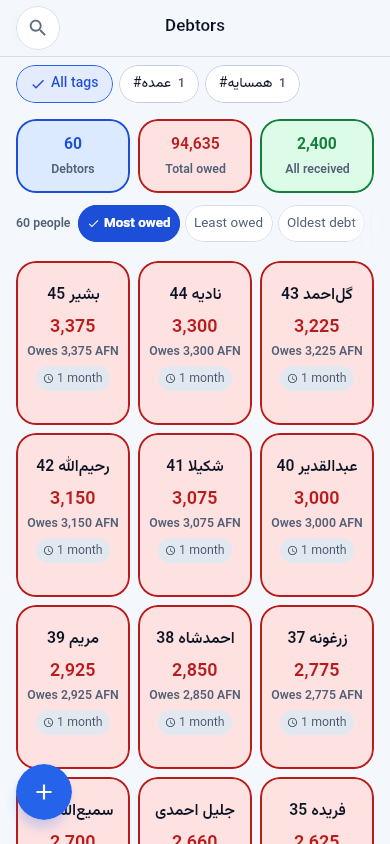 Debtors
All tags
#عمده 1
#همسایه 1
60
Debtors
94,635
Total owed
2,400
All received
60 people
Most owed
Least owed
Oldest debt
بشیر 45
3,375
Owes 3,375 AFN
1 month
نادیه 44
3,300
Owes 3,300 AFN
1 month
گل‌احمد 43
3,225
Owes 3,225 AFN
1 month
رحیم‌الله 42
3,150
Owes 3,150 AFN
1 month
شکیلا 41
3,075
Owes 3,075 AFN
1 month
عبدالقدیر 40
3,000
Owes 3,000 AFN
1 month
مریم 39
2,925
Owes 2,925 AFN
1 month
احمدشاه 38
2,850
Owes 2,850 AFN
1 month
زرغونه 37
2,775
Owes 2,775 AFN
1 month
2,700
جلیل احمدی
2,660
فریده 35
2,625